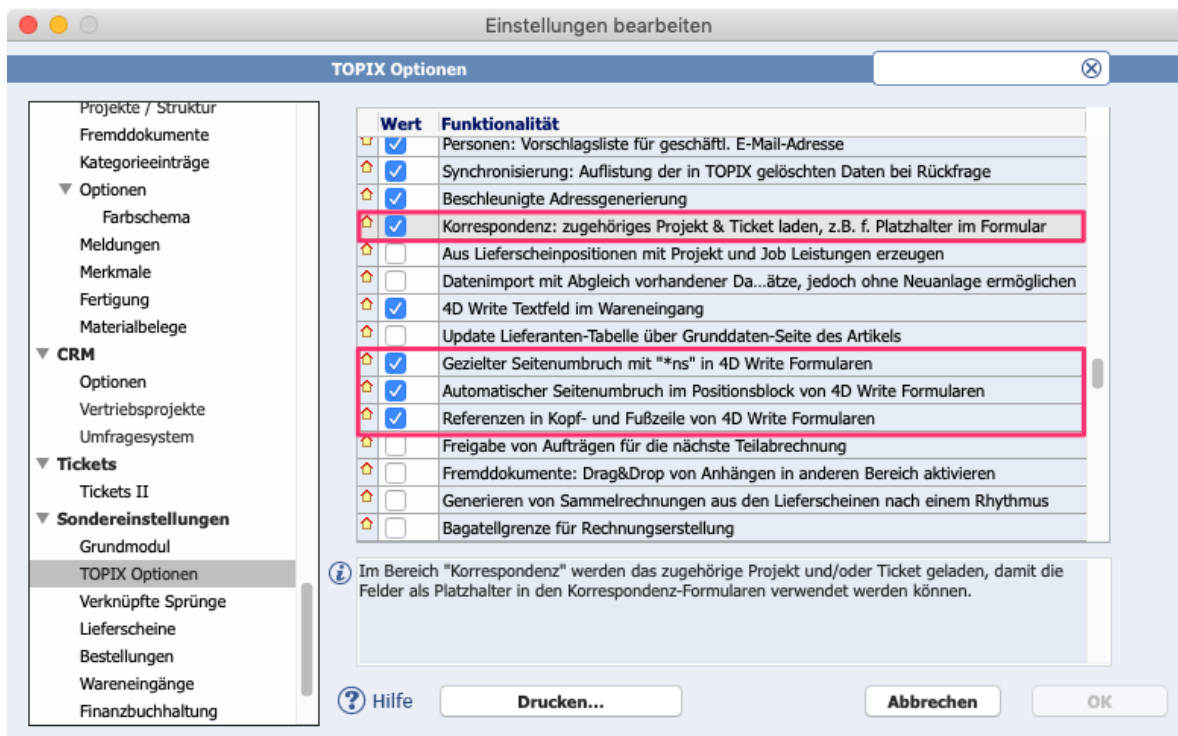 Einstellungen bearbeiten
TOPIX Optionen
Projekte / Struktur
Fremddokumente
Kategorieeinträge
Optionen
Farbschema
Meldungen
Merkmale
Fertigung
Materialbelege
CRM
Optionen
Vertriebsprojekte
Umfragesystem
Tickets
Tickets II
Sondereinstellungen
Grundmodul
TOPIX Optionen
Verknüpfte Sprünge
Lieferscheine
Bestellungen
Wareneingänge
Finanzbuchhaltung
Wert Funktionalität
Personen: Vorschlagsliste für geschäftl. E-Mail-Adresse
Synchronisierung: Auflistung der in TOPIX gelöschten Daten bei Rückfrage
Beschleunigte Adressgenerierung
Korrespondenz: zugehöriges Projekt & Ticket laden, z.B. f. Platzhalter im Formular
Aus Lieferscheinpositionen mit Projekt und Job Leistungen erzeugen
Datenimport mit Abgleich vorhandener Da...ätze, jedoch ohne Neuanlage ermöglichen
4D Write Textfeld im Wareneingang
Update Lieferanten-Tabelle über Grunddaten-Seite des Artikels
Gezielter Seitenumbruch mit "*ns" in 4D Write Formularen
Automatischer Seitenumbruch im Positionsblock von 4D Write Formularen
Referenzen in Kopf- und Fußzeile von 4D Write Formularen
Freigabe von Aufträgen für die nächste Teilabrechnung
Fremddokumente: Drag&Drop von Anhängen in anderen Bereich aktivieren
Generieren von Sammelrechnungen aus den Lieferscheinen nach einem Rhythmus
Bagatellgrenze für Rechnungserstellung
Im Bereich "Korrespondenz" werden das zugehörige Projekt und/oder Ticket geladen, damit die
Felder als Platzhalter in den Korrespondenz-Formularen verwendet werden können.
? Hilfe
Drucken...
Abbrechen
OK